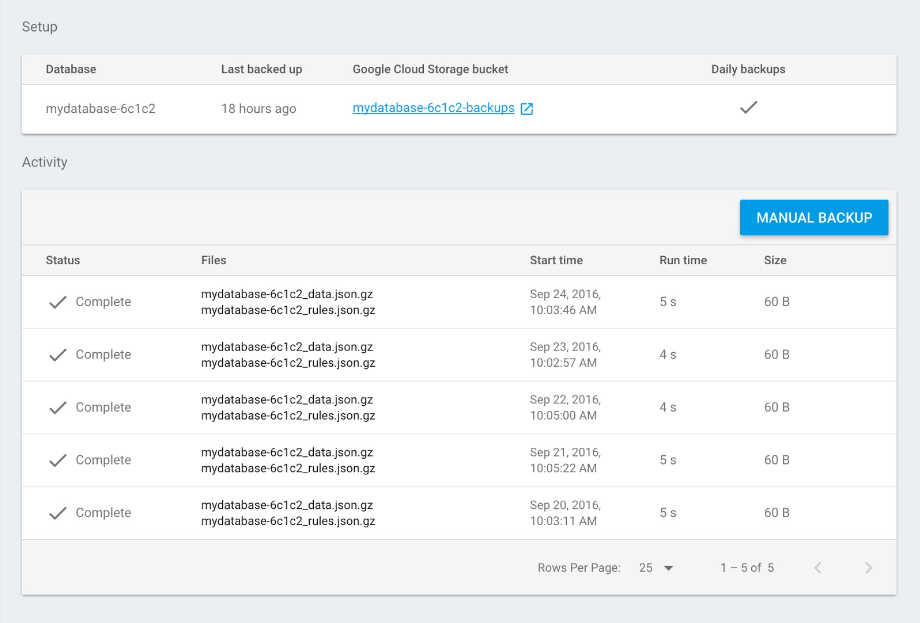 Setup
Database Last backed up Google Cloud Storage bucket Daily backups
mydatabase-6c1c2 18 hours ago mydatabase-6c1c2-backups
Activity
MANUAL BACKUP
Status Files Start time Run time Size
Complete mydatabase-6c1c2_data.json.gz Sep 24, 2016, 5 s 60 B
mydatabase-6c1c2_rules.json.gz 10:03:46 AM
Complete mydatabase-6c1c2_data.json.gz Sep 23, 2016, 4 s 60 B
mydatabase-6c1c2_rules.json.gz 10:02:57 AM
Complete mydatabase-6c1c2_data.json.gz Sep 22, 2016, 4 s 60 B
mydatabase-6c1c2_rules.json.gz 10:05:00 AM
Complete mydatabase-6c1c2_data.json.gz Sep 21, 2016, 5 s 60 B
mydatabase-6c1c2_rules.json.gz 10:05:22 AM
Complete mydatabase-6c1c2_data.json.gz Sep 20, 2016, 5 s 60 B
mydatabase-6c1c2_rules.json.gz 10:03:11 AM
Rows Per Page: 25 1 – 5 of 5